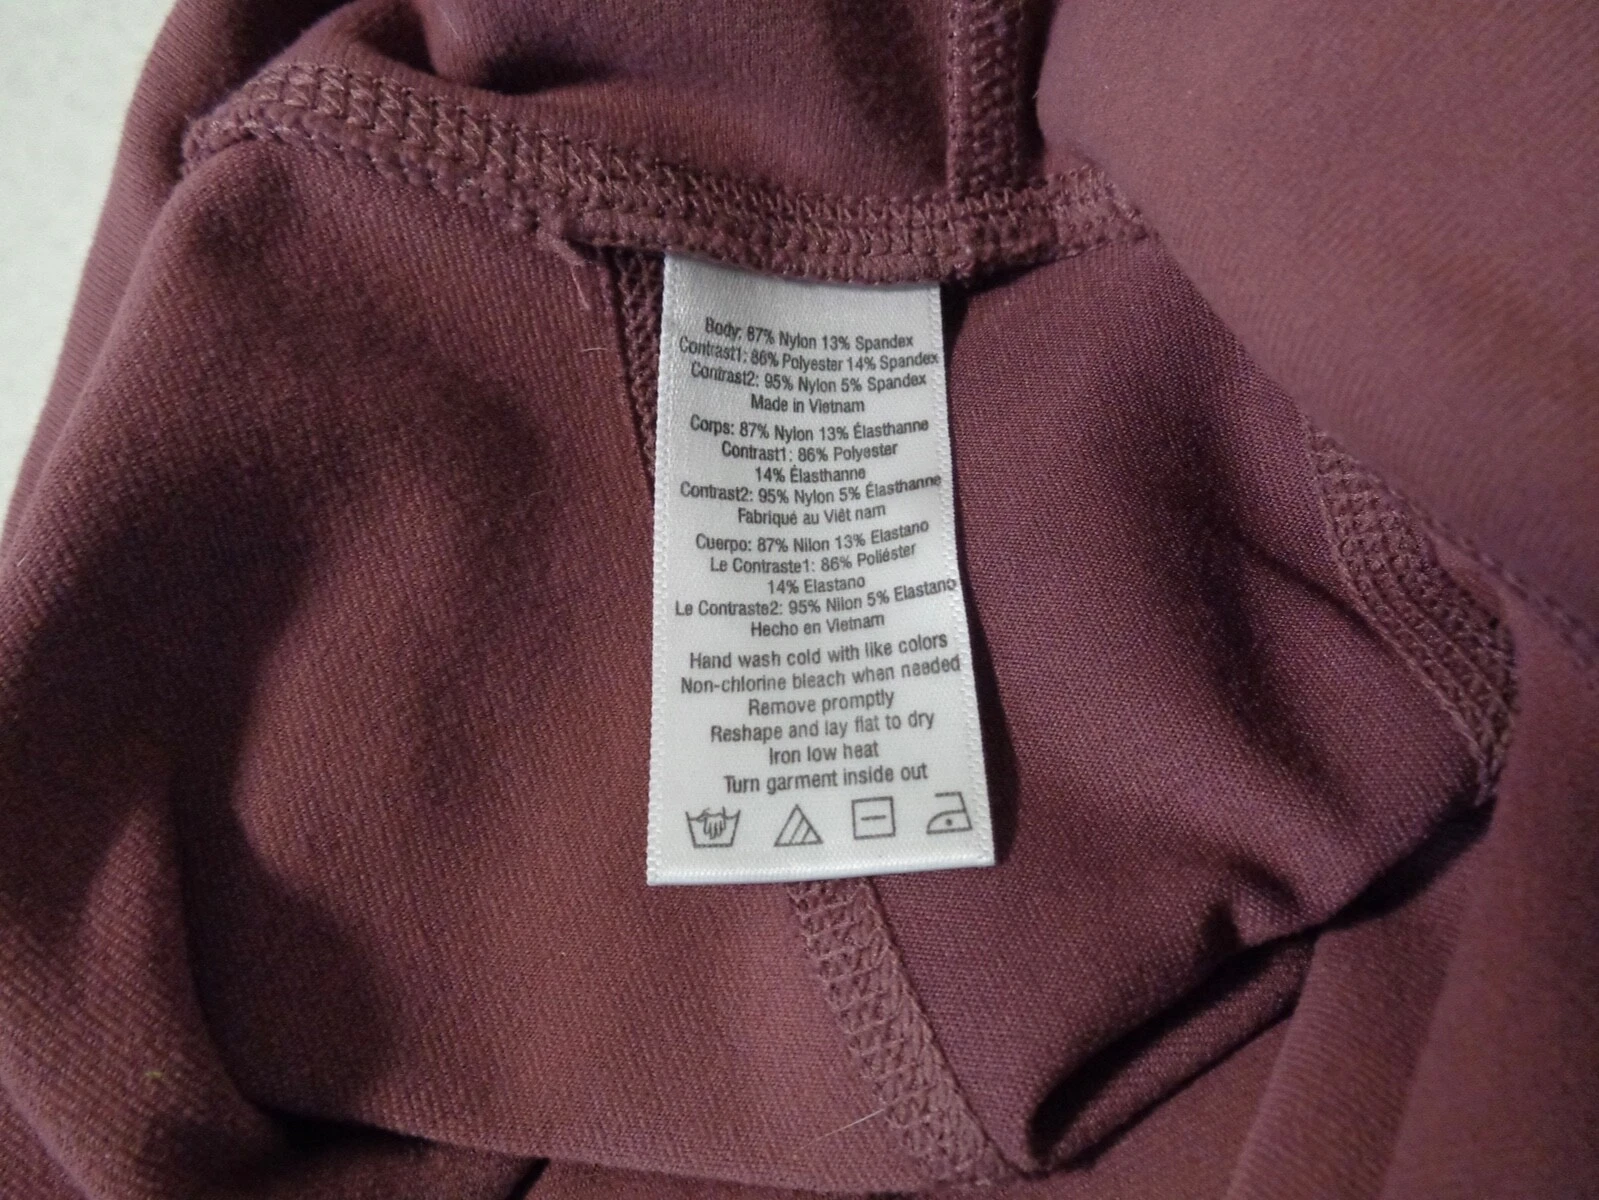 Body: 87% Nylon 13% Spandex
Contrast1: 86% Polyester 14% Spandex
Contrast2: 95% Nylon 5% Spandex
Made in Vietnam
Corps: 87% Nylon 13% Élasthanne
Contrast1: 86% Polyester
14% Élasthanne
Contrast2: 95% Nylon 5% Élasthanne
Fabriqué au Viêt nam
Cuerpo: 87% Nilon 13% Elastano
Le Contraste1: 86% Poliéster
14% Elastano
Le Contraste2: 95% Nilon 5% Elastano
Hecho en Vietnam
Hand wash cold with like colors
Non-chlorine bleach when needed
Remove promptly
Reshape and lay flat to dry
Iron low heat
Turn garment inside out